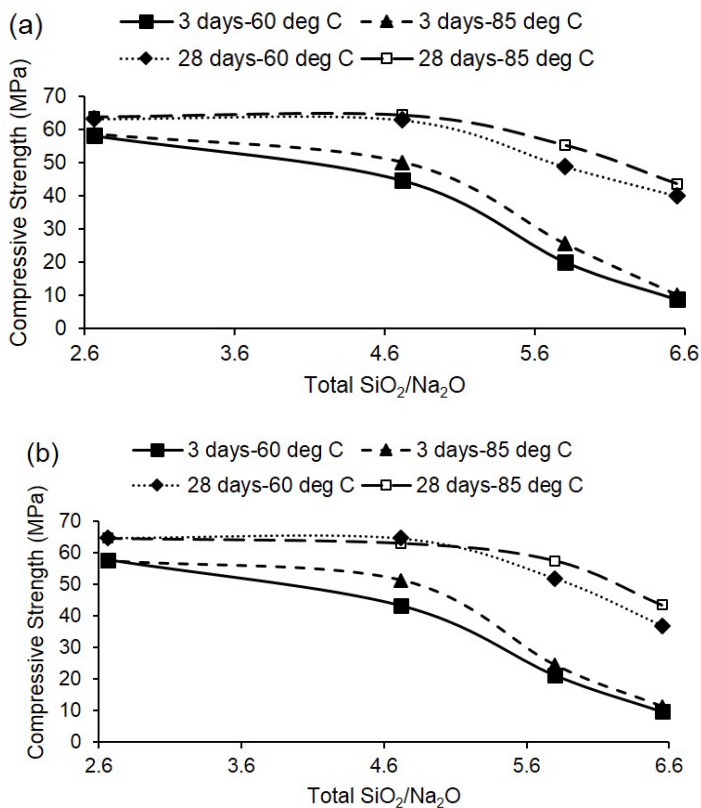 (a)
3 days-60 deg C 3 days-85 deg C
28 days-60 deg C 28 days-85 deg C
Compressive Strength (MPa)
70
60
50
40
30
20
10
0
2.6 3.6 4.6 5.6 6.6
Total SiO₂/Na₂O
(b)
3 days-60 deg C 3 days-85 deg C
28 days-60 deg C 28 days-85 deg C
Compressive Strength (MPa)
70
60
50
40
30
20
10
0
2.6 3.6 4.6 5.6 6.6
Total SiO₂/Na₂O